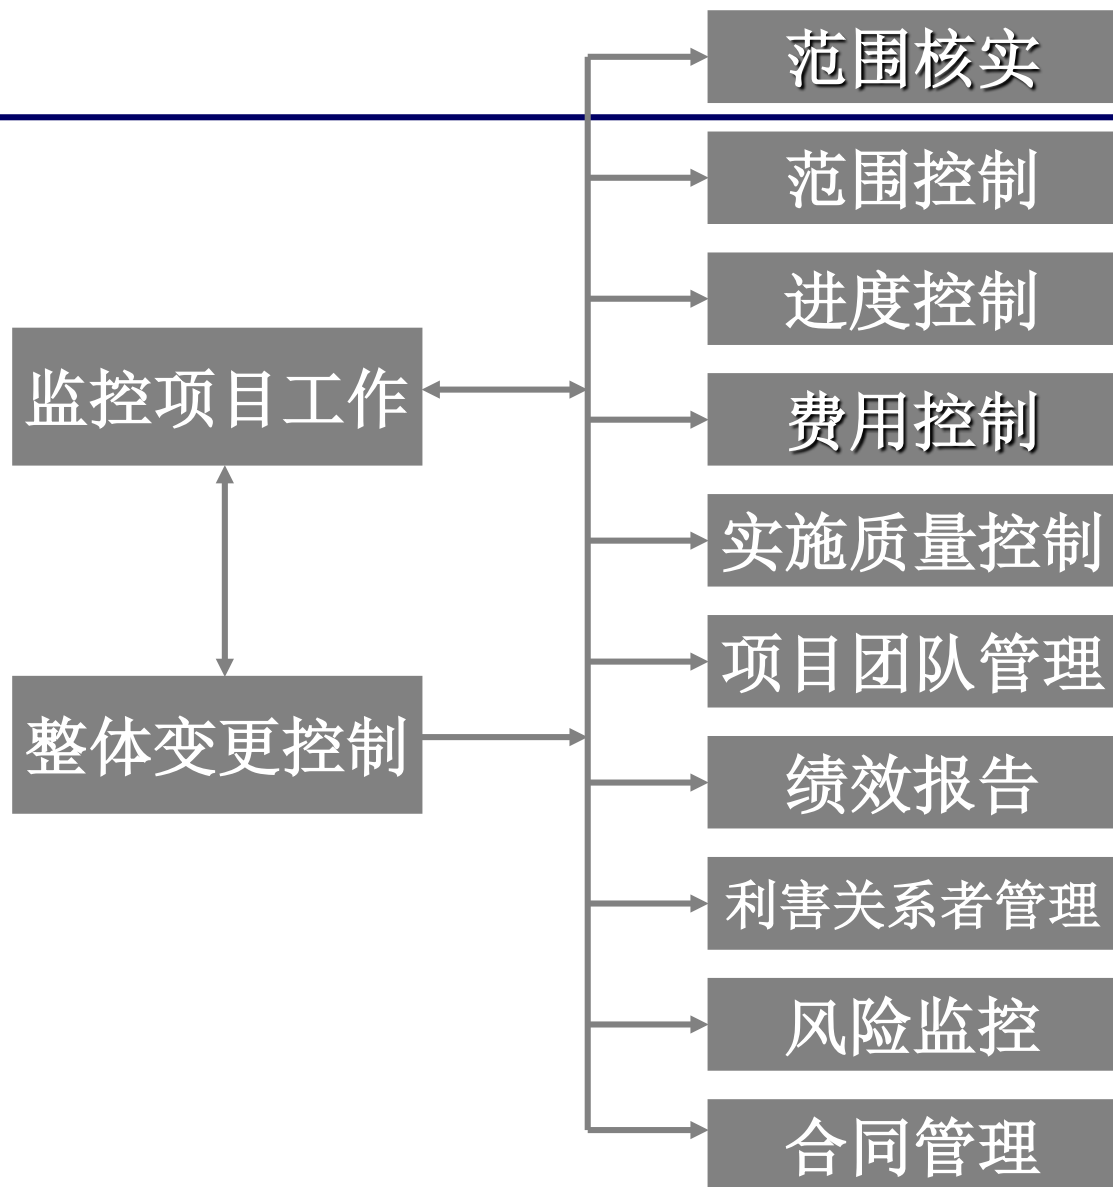 范围核实
范围控制
进度控制
监控项目工作
费用控制
实施质量控制
项目团队管理
整体变更控制
绩效报告
利害关系者管理
风险监控
合同管理